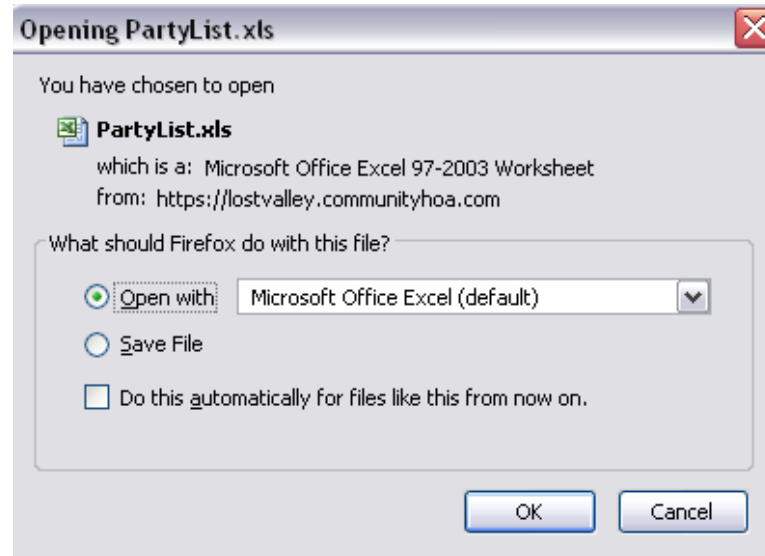 Opening PartyList.xls
You have chosen to open
PartyList.xls
which is a: Microsoft Office Excel 97-2003 Worksheet
from: https://lostvalley.communityhoa.com
What should Firefox do with this file?
Open with Microsoft Office Excel (default)
Save File
Do this automatically for files like this from now on.
OK Cancel